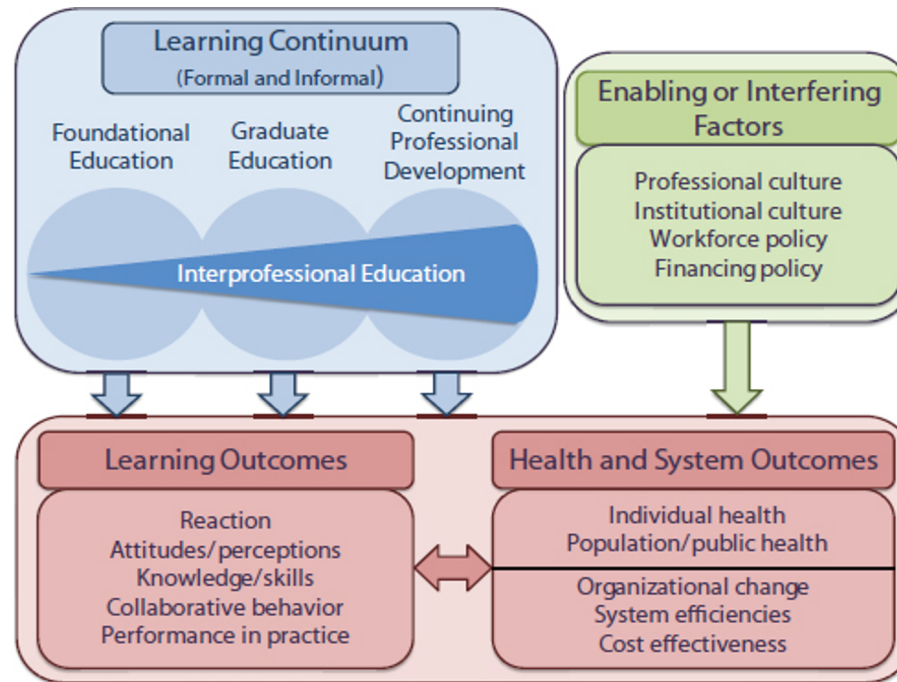 Learning Continuum
(Formal and Informal)
Foundational
Education
Graduate
Education
Continuing
Professional
Development
Interprofessional Education
Enabling or Interfering
Factors
Professional culture
Institutional culture
Workforce policy
Financing policy
Learning Outcomes
Reaction
Attitudes/perceptions
Knowledge/skills
Collaborative behavior
Performance in practice
Health and System Outcomes
Individual health
Population/public health
Organizational change
System efficiencies
Cost effectiveness